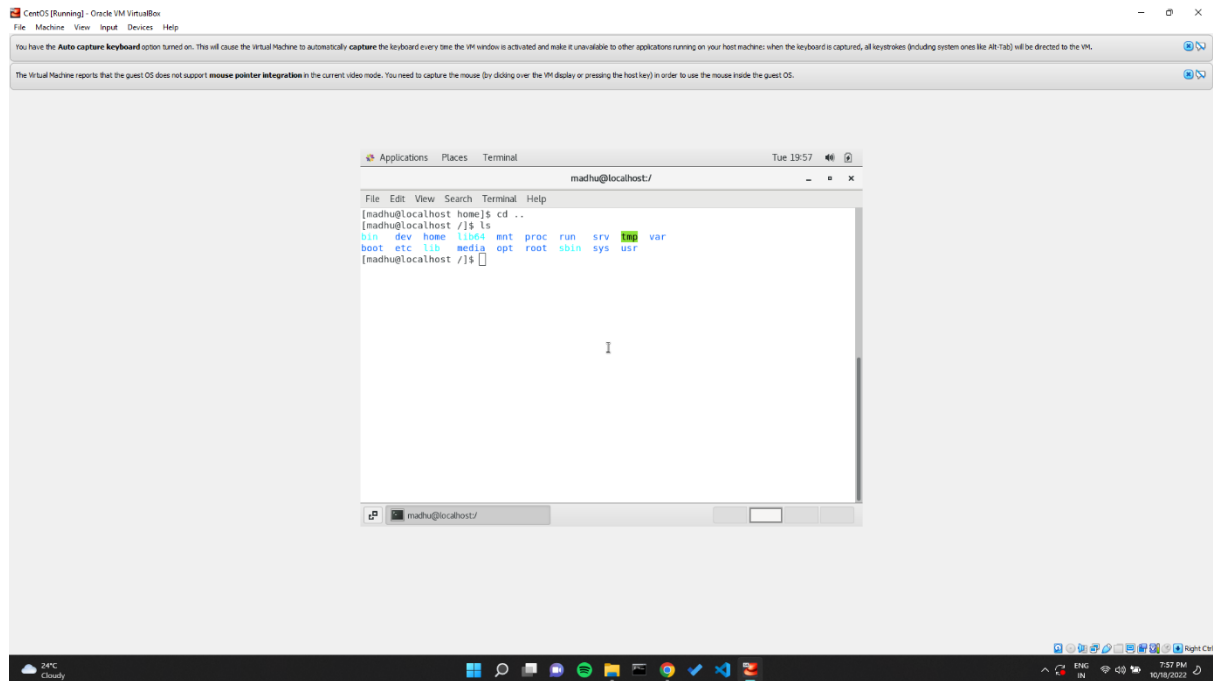 CentOS [Running] - Oracle VM VirtualBox
File Machine View Input Devices Help
You have the Auto capture keyboard option turned on. This will cause the Virtual Machine to automatically capture the keyboard every time the VM window is activated and make it unavailable to other applications running on your host machine: when the keyboard is captured, all keystrokes (including system ones like Alt-Tab) will be directed to the VM.
The Virtual Machine reports that the guest OS does not support mouse pointer integration in the current video mode. You need to capture the mouse (by clicking over the VM display or pressing the host key) in order to use the mouse inside the guest OS.
Applications Places Terminal Tue 19:57
madhu@localhost:/
File Edit View Search Terminal Help
[madhu@localhost home]$ cd ..
[madhu@localhost /]$ ls
bin dev home lib64 mnt proc run srv tmp var
boot etc lib media opt root sbin sys usr
[madhu@localhost /]$
madhu@localhost:/
Right Ctrl
24°C
Cloudy
ENG
IN
7:57 PM
10/18/2022